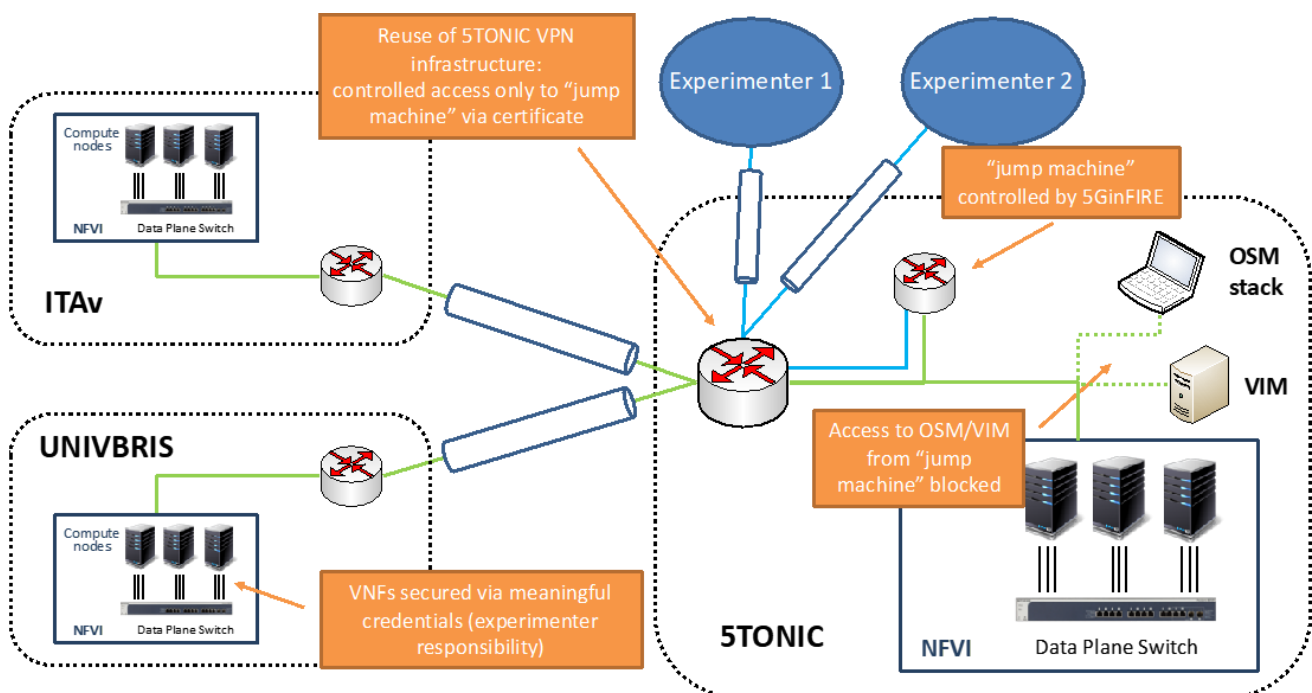 Reuse of 5TONIC VPN
infrastructure:
controlled access only to “jump
machine” via certificate
Experimenter 1
Experimenter 2
Compute
nodes
NFVI
Data Plane Switch
ITAv
“jump machine”
controlled by 5GinFIRE
OSM
stack
VIM
UNIVBRIS
Compute
nodes
NFVI
Data Plane Switch
VNFs secured via meaningful
credentials (experimenter
responsibility)
Access to OSM/VIM
from “jump
machine” blocked
5TONIC
NFVI
Data Plane Switch